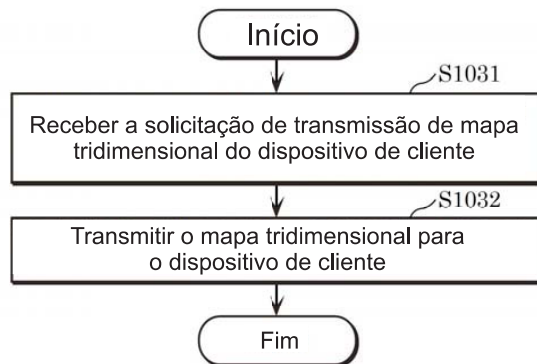 Início
S1031
Receber a solicitação de transmissão de mapa
tridimensional do dispositivo de cliente
S1032
Transmitir o mapa tridimensional para
o dispositivo de cliente
Fim